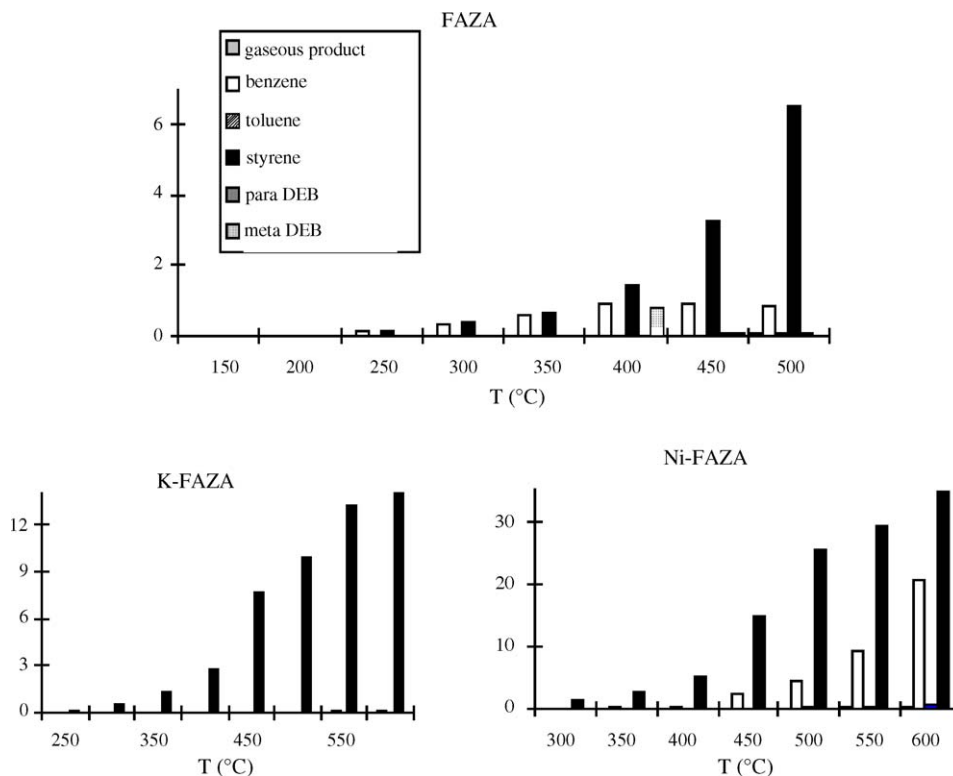 FAZA
gaseous product
benzene
toluene
styrene
para DEB
meta DEB
6
4
2
0
150 200 250 300 350 400 450 500
T (°C)
K-FAZA
12
9
6
3
0
250 350 450 550
T (°C)
Ni-FAZA
30
20
10
0
300 350 400 450 500 550 600
T (°C)